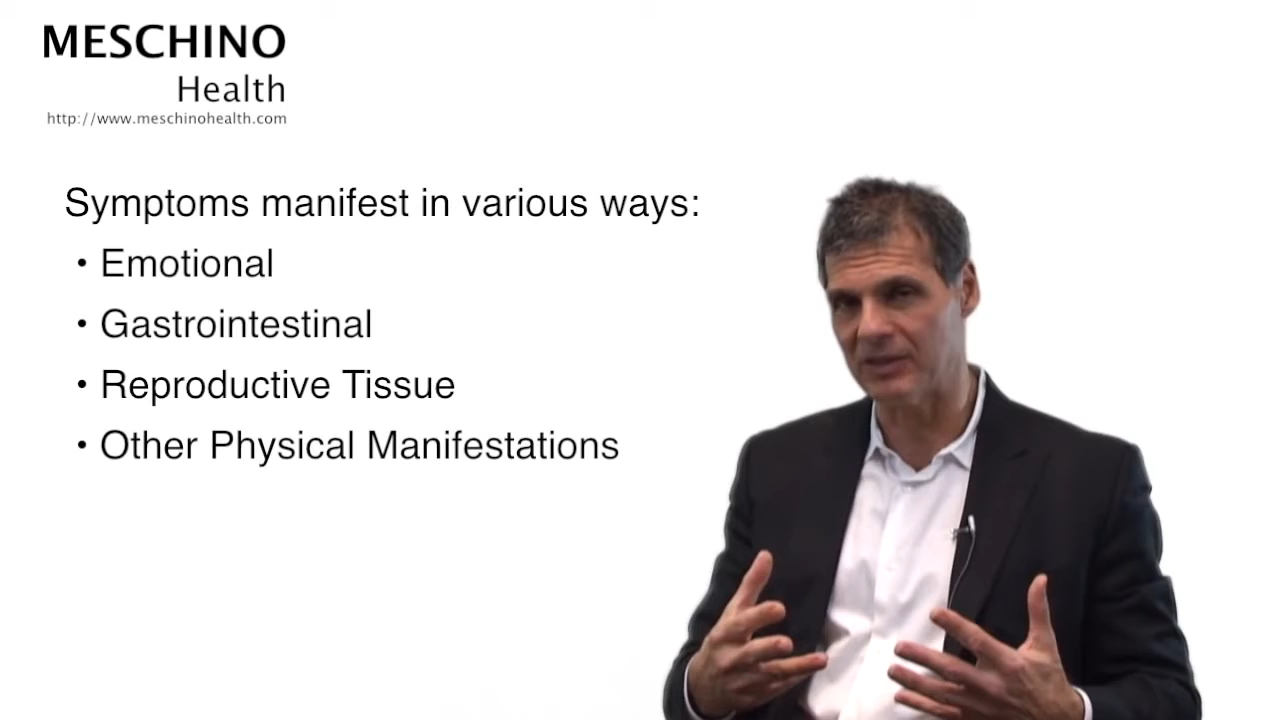 MESCHINO
Health
http://www.meschinohealth.com
Symptoms manifest in various ways:
• Emotional
• Gastrointestinal
• Reproductive Tissue
• Other Physical Manifestations